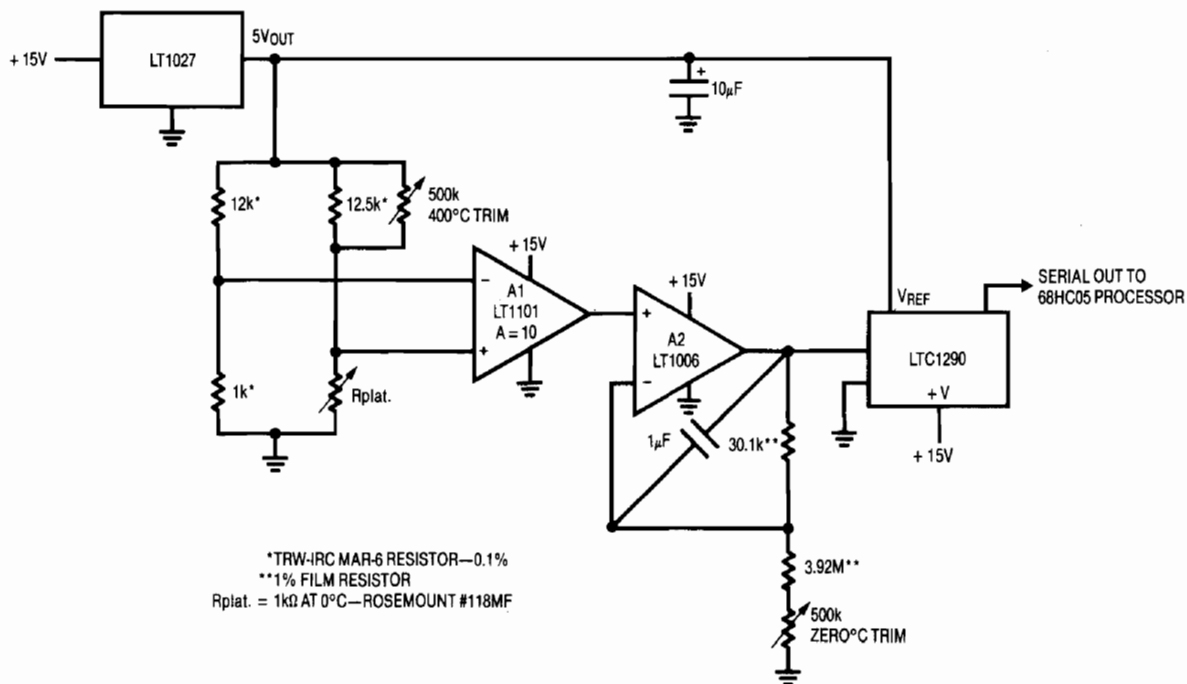 + 15V
LT1027
5VOUT
+
10µF
12k*
12.5k*
500k
400°C TRIM
+ 15V
−
A1
LT1101
A = 10
+
1k*
Rplat.
+ 15V
+
A2
LT1006
−
1µF
30.1k**
VREF
SERIAL OUT TO
68HC05 PROCESSOR
LTC1290
+ V
+ 15V
3.92M**
500k
ZERO°C TRIM
*TRW-IRC MAR-6 RESISTOR—0.1%
**1% FILM RESISTOR
Rplat. = 1kΩ AT 0°C—ROSEMOUNT #118MF